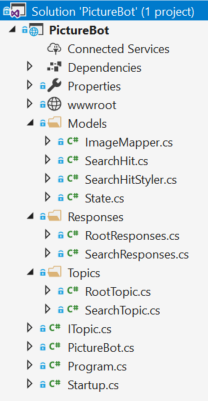 Solution 'PictureBot' (1 project)
PictureBot
Connected Services
Dependencies
Properties
wwwroot
Models
C# ImageMapper.cs
C# SearchHit.cs
C# SearchHitStyler.cs
C# State.cs
Responses
C# RootResponses.cs
C# SearchResponses.cs
Topics
C# RootTopic.cs
C# SearchTopic.cs
C# ITopic.cs
C# PictureBot.cs
C# Program.cs
C# Startup.cs